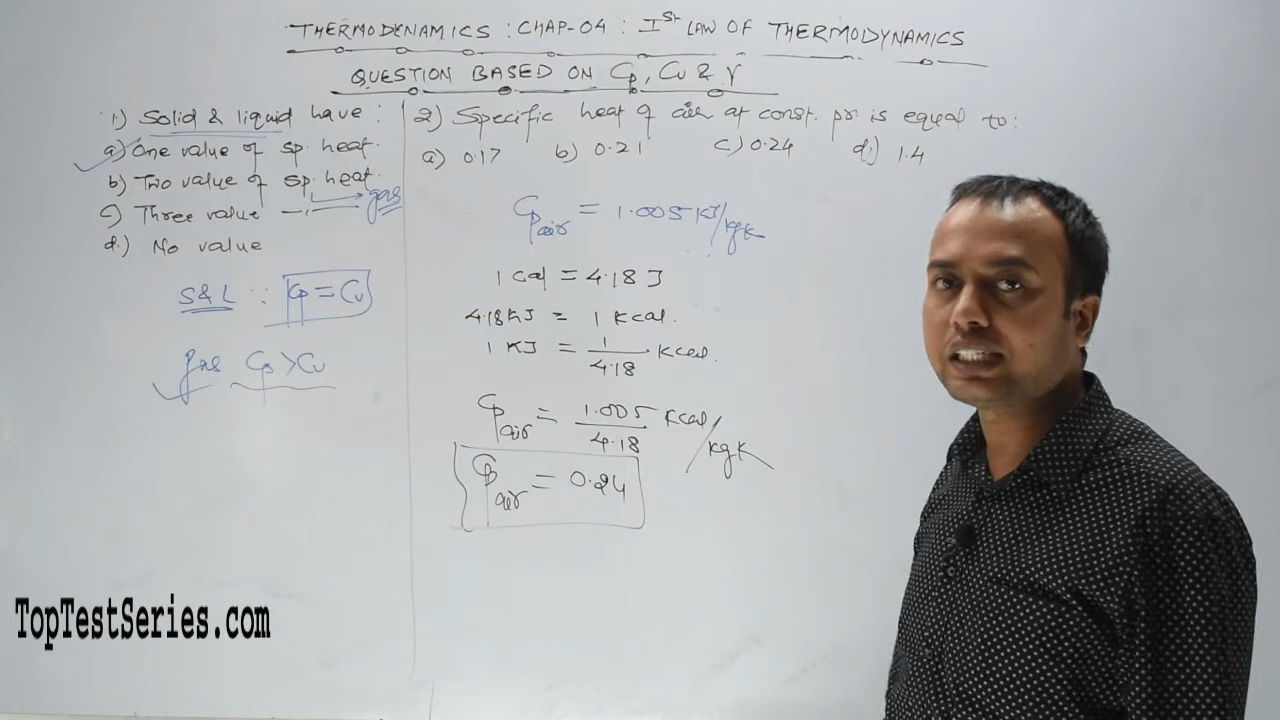 THERMODYNAMICS : CHAP-04 : Ist LAW OF THERMODYNAMICS
QUESTION BASED ON Cp, Cv & γ
1.) Solid & liquid have :
a) One value of sp. heat.
b) Two value of sp. heat.
gas
c) Three value —〃—
d.) No value
S&L : Cp = Cv
gas Cp > Cv
2) Specific heat of air at const. pr. is equal to :
a) 0.17 b) 0.21 c) 0.24 d.) 1.4
Cp air = 1.005 KJ/kgK
1 Cal = 4.18 J
4.18 KJ = 1 Kcal.
1 KJ = 1/4.18 Kcal.
Cp air = 1.005/4.18 Kcal/kgK
Cp air = 0.24
TopTestSeries.com